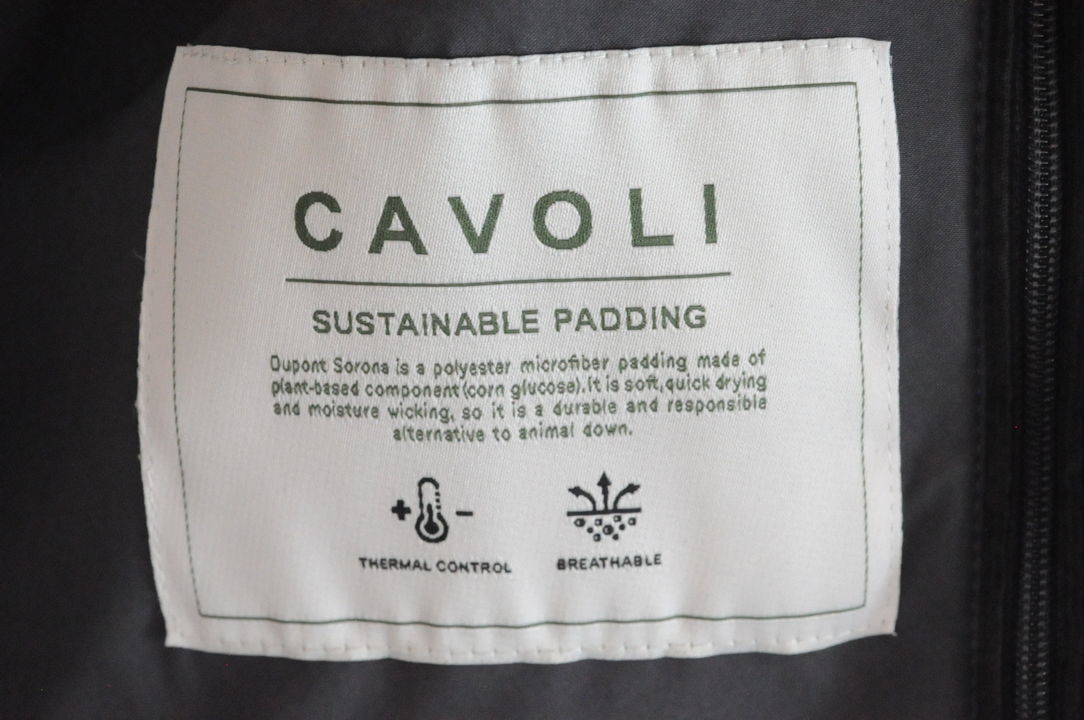 CAVOLI
SUSTAINABLE PADDING
Dupont Sorona is a polyester microfiber padding made of
plant-based component(corn glucose).It is soft,quick drying
and moisture wicking, so it is a durable and responsible
alternative to animal down.
+ -
THERMAL CONTROL BREATHABLE